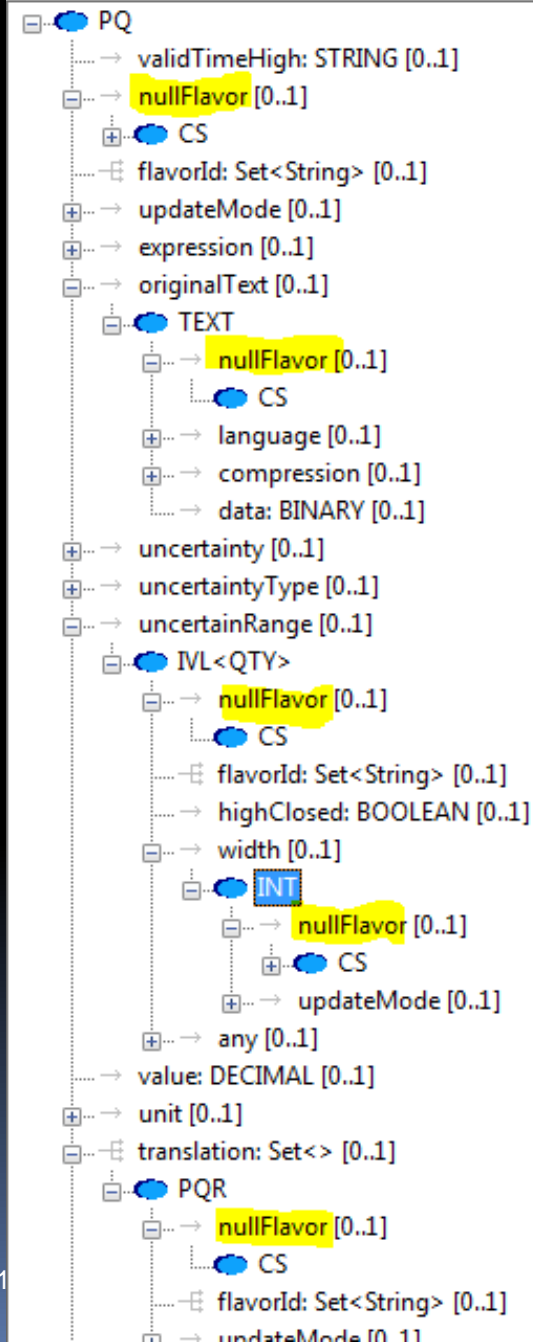 PQ
validTimeHigh: STRING [0..1]
nullFlavor [0..1]
CS
flavorId: Set<String> [0..1]
updateMode [0..1]
expression [0..1]
originalText [0..1]
TEXT
nullFlavor [0..1]
CS
language [0..1]
compression [0..1]
data: BINARY [0..1]
uncertainty [0..1]
uncertaintyType [0..1]
uncertainRange [0..1]
IVL<QTY>
nullFlavor [0..1]
CS
flavorId: Set<String> [0..1]
highClosed: BOOLEAN [0..1]
width [0..1]
INT
nullFlavor [0..1]
CS
updateMode [0..1]
any [0..1]
value: DECIMAL [0..1]
unit [0..1]
translation: Set<> [0..1]
PQR
nullFlavor [0..1]
CS
1
flavorId: Set<String> [0..1]
updateMode [0..1]